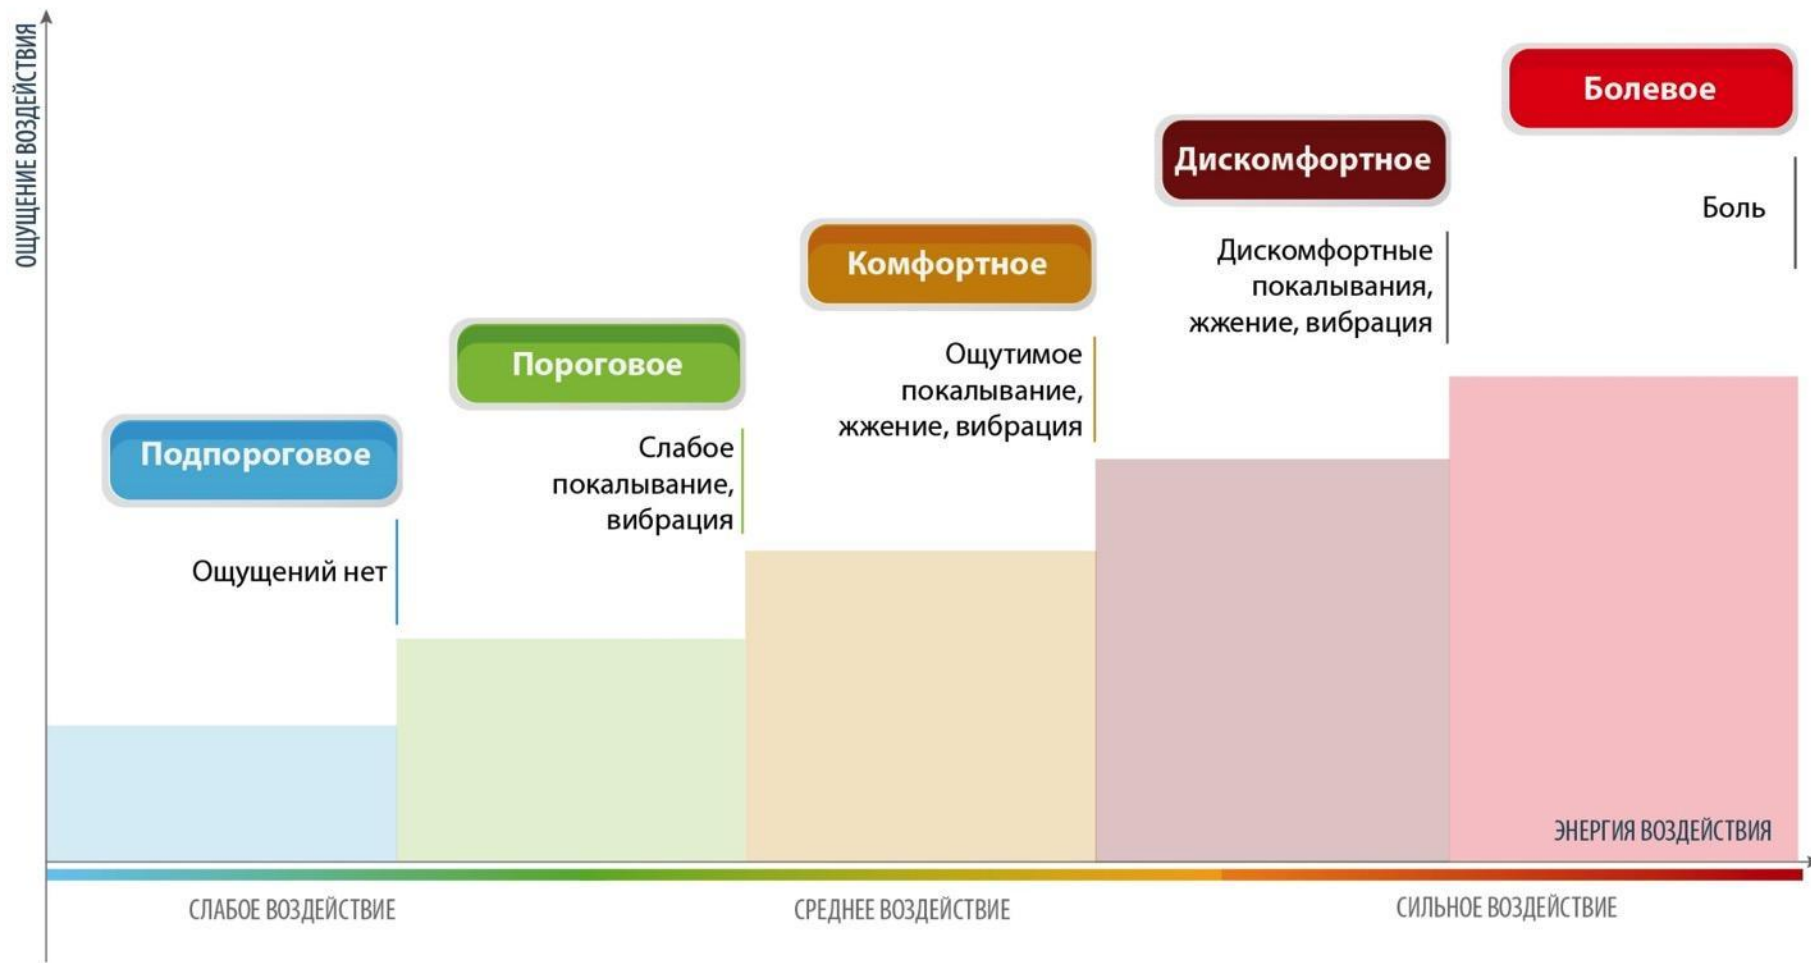 ОЩУЩЕНИЕ ВОЗДЕЙСТВИЯ
Подпороговое
Ощущений нет
Пороговое
Слабое
покалывание,
вибрация
Комфортное
Ощутимое
покалывание,
жжение, вибрация
Дискомфортное
Дискомфортные
покалывания,
жжение, вибрация
Болевое
Боль
ЭНЕРГИЯ ВОЗДЕЙСТВИЯ
СЛАБОЕ ВОЗДЕЙСТВИЕ
СРЕДНЕЕ ВОЗДЕЙСТВИЕ
СИЛЬНОЕ ВОЗДЕЙСТВИЕ